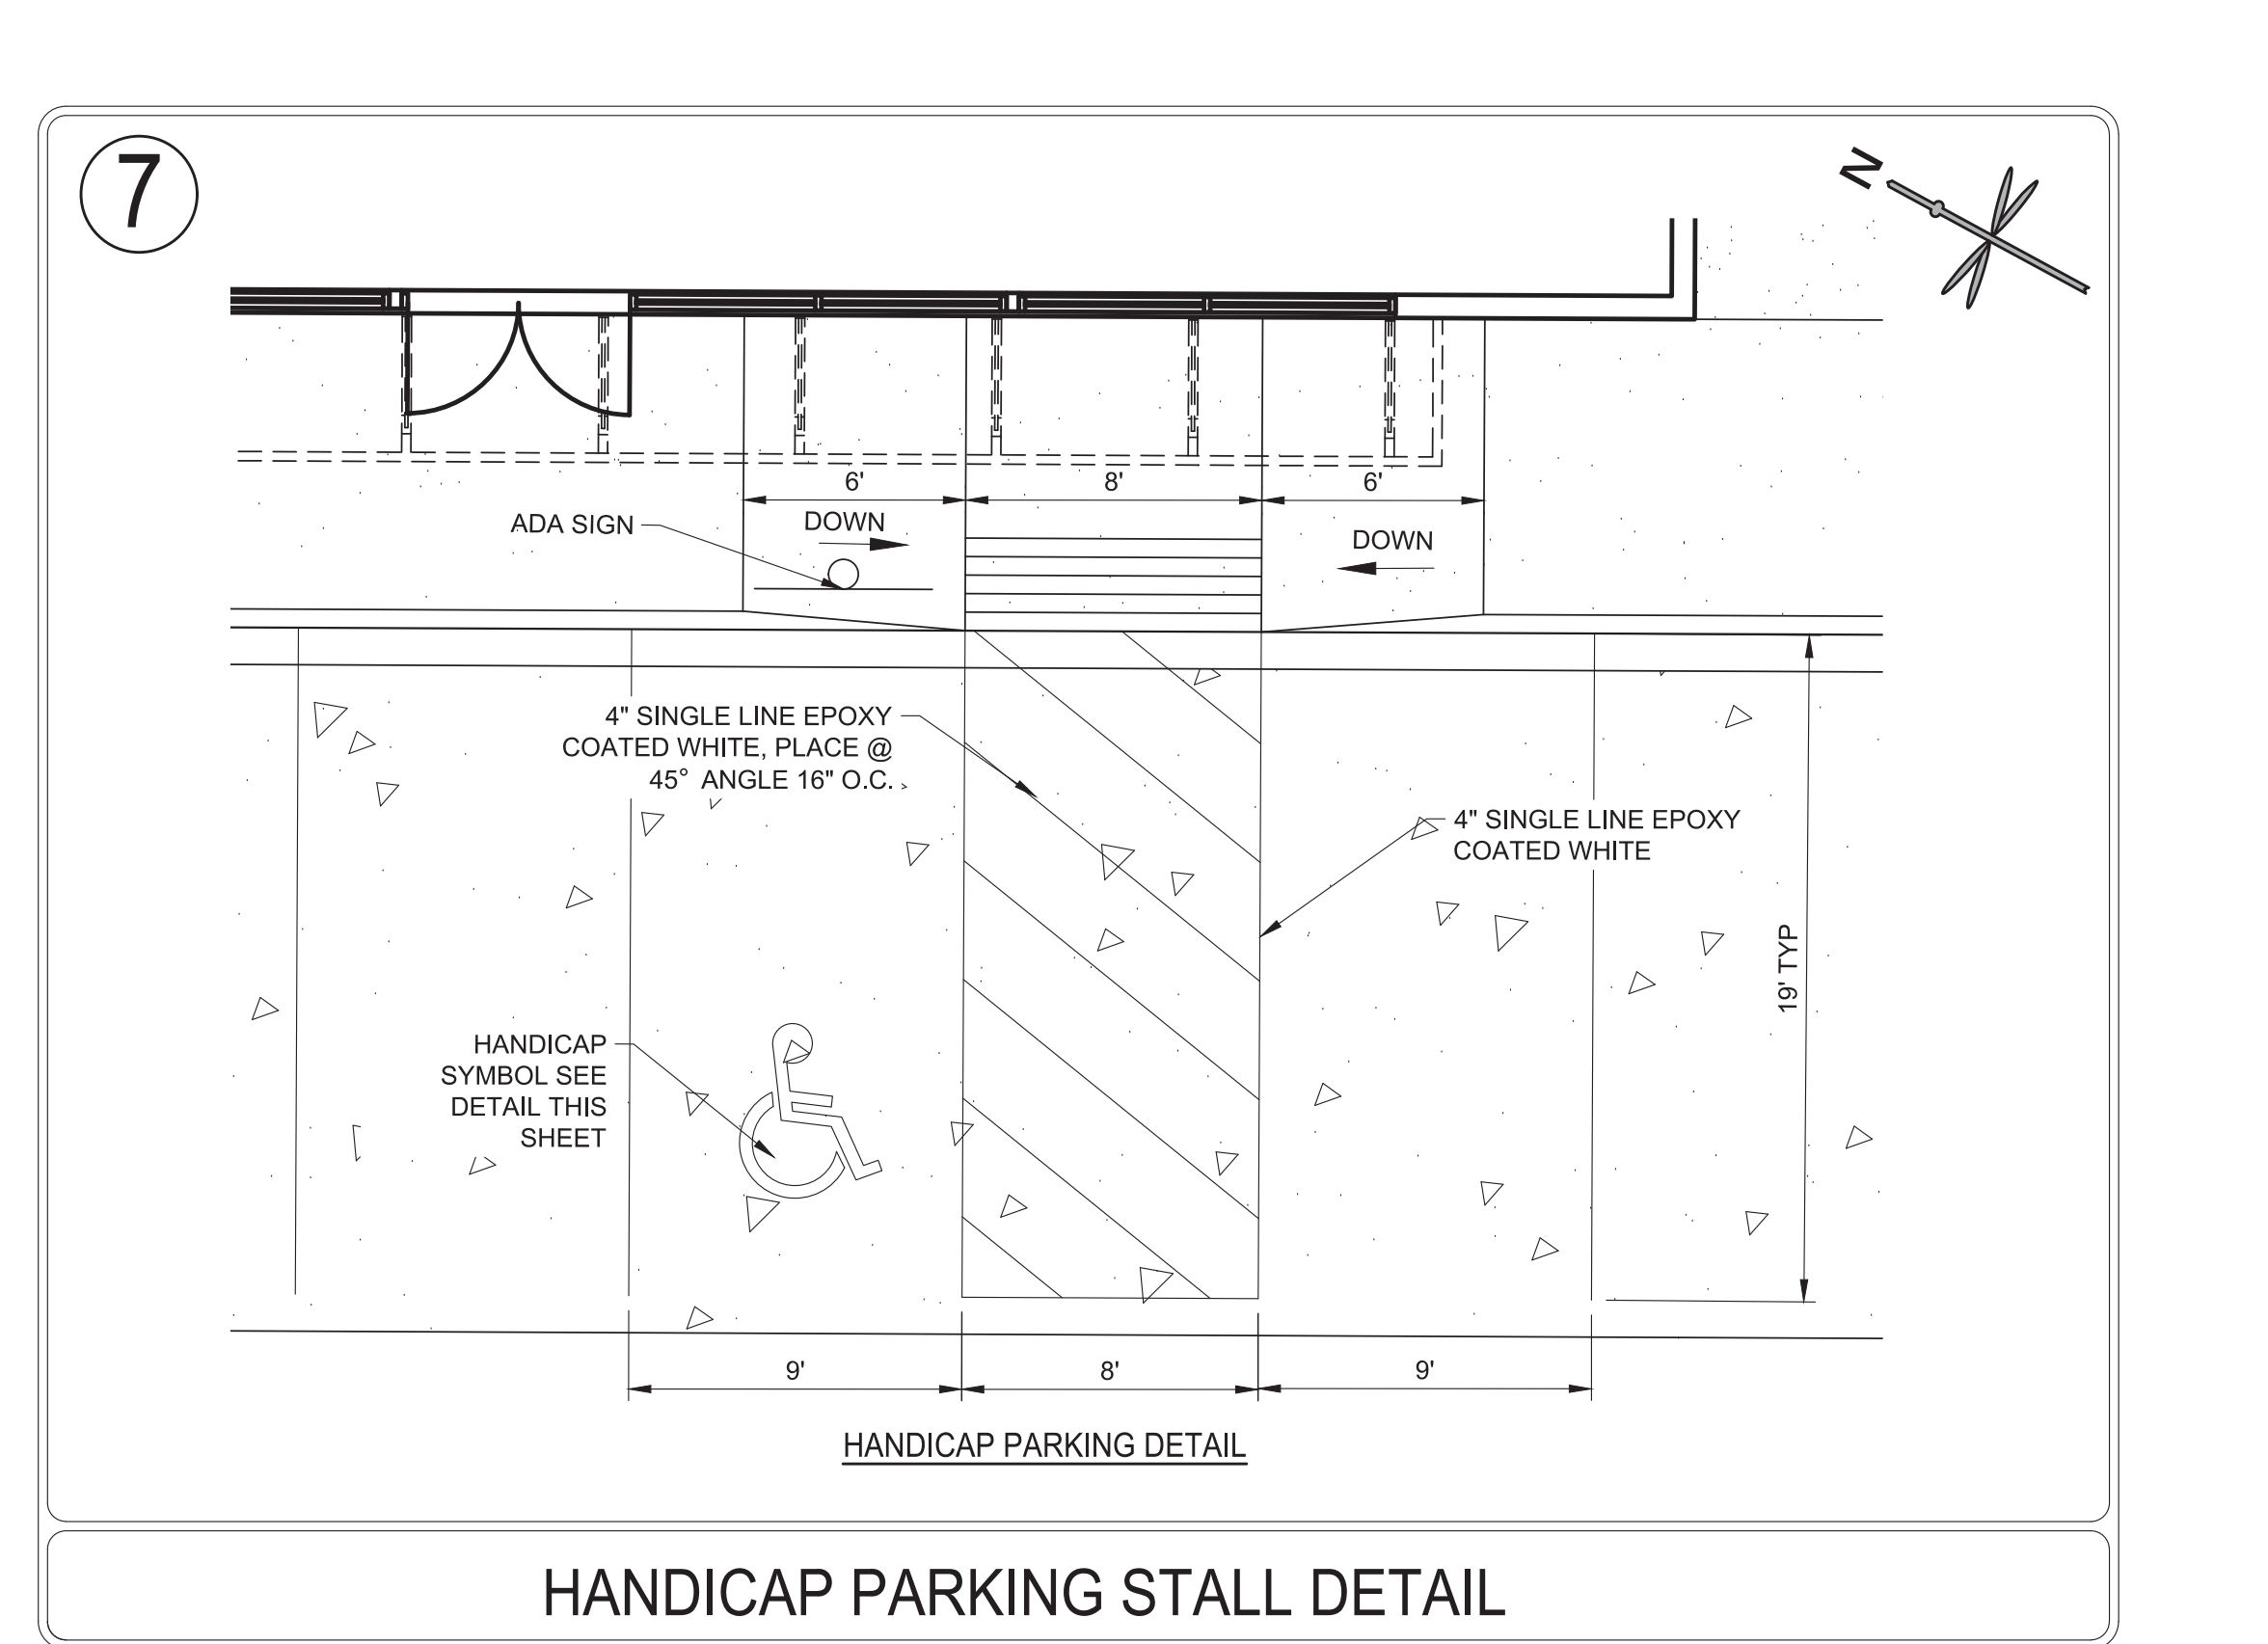 7
N
6'
8'
6'
ADA SIGN
DOWN
DOWN
4" SINGLE LINE EPOXY
COATED WHITE, PLACE @
45° ANGLE 16" O.C.
4" SINGLE LINE EPOXY
COATED WHITE
19' TYP
HANDICAP
SYMBOL SEE
DETAIL THIS
SHEET
9'
8'
9'
HANDICAP PARKING DETAIL
HANDICAP PARKING STALL DETAIL